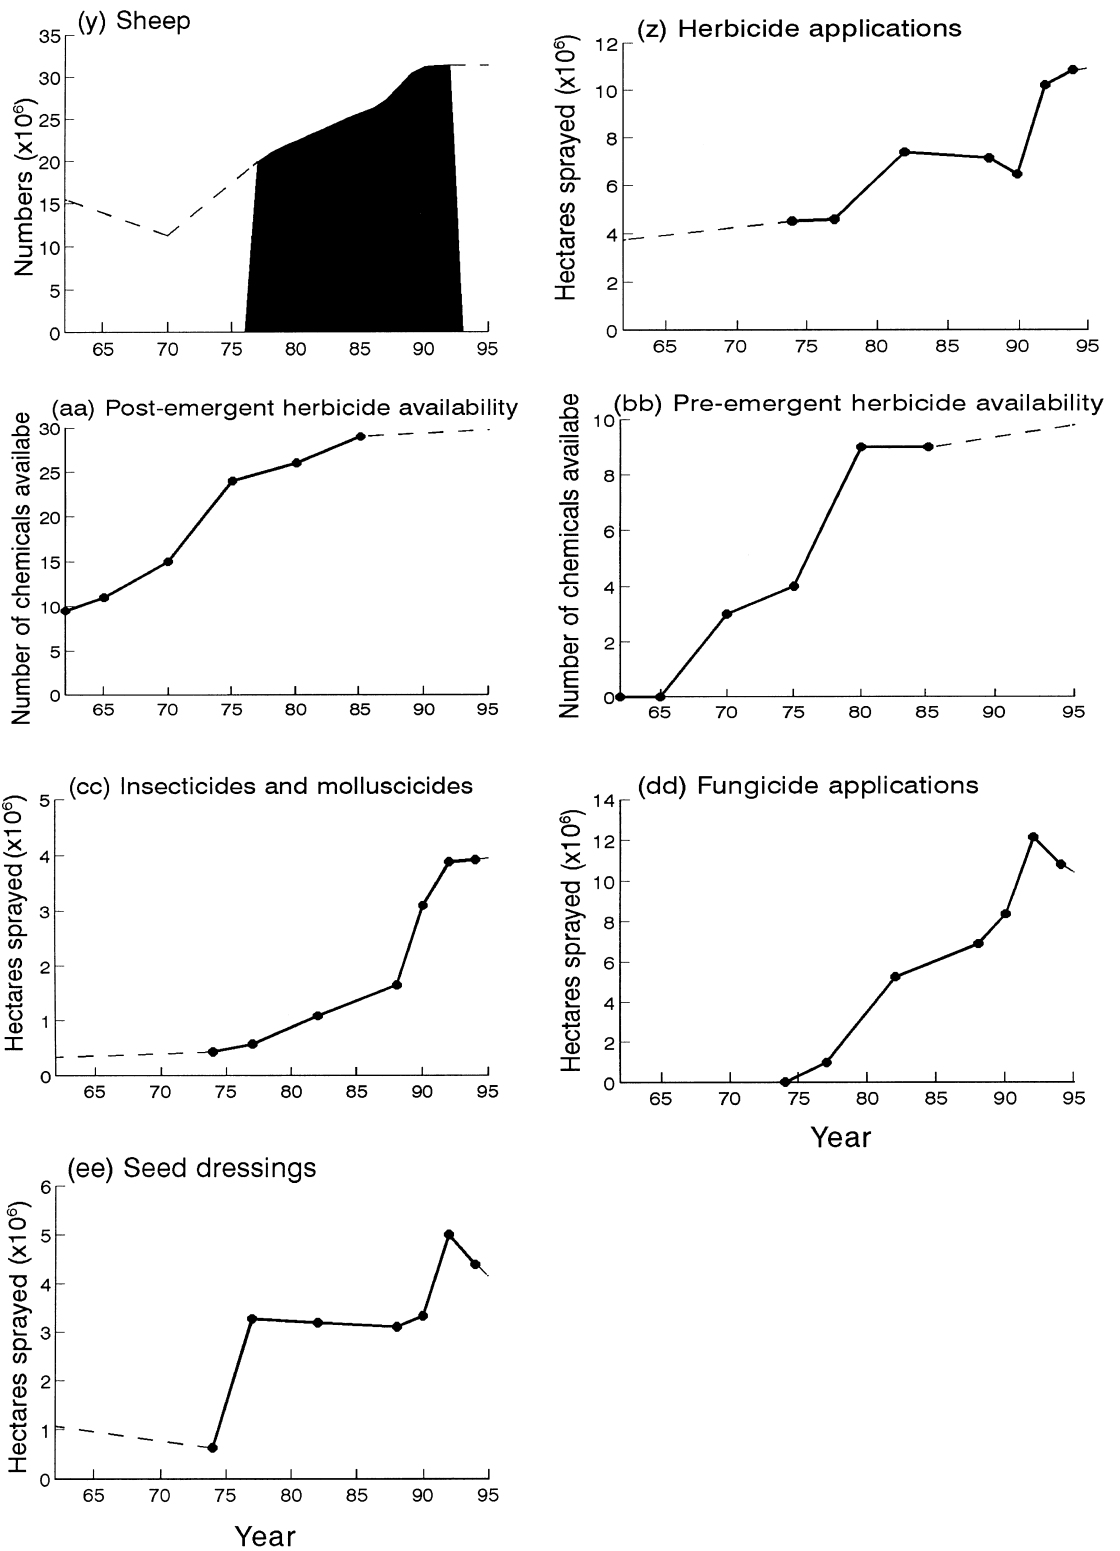 (y) Sheep
Numbers (x10⁶)
35
30
25
20
15
10
5
0
65 70 75 80 85 90 95
(z) Herbicide applications
Hectares sprayed (x10⁶)
12
10
8
6
4
2
0
65 70 75 80 85 90 95
(aa) Post-emergent herbicide availability
Number of chemicals availabe
30
25
20
15
10
5
0
65 70 75 80 85 90 95
(bb) Pre-emergent herbicide availability
Number of chemicals availabe
10
8
6
4
2
0
65 70 75 80 85 90 95
(cc) Insecticides and molluscicides
Hectares sprayed (x10⁶)
5
4
3
2
1
0
65 70 75 80 85 90 95
(dd) Fungicide applications
Hectares sprayed (x10⁶)
14
12
10
8
6
4
2
0
65 70 75 80 85 90 95
Year
(ee) Seed dressings
Hectares sprayed (x10⁶)
6
5
4
3
2
1
0
65 70 75 80 85 90 95
Year